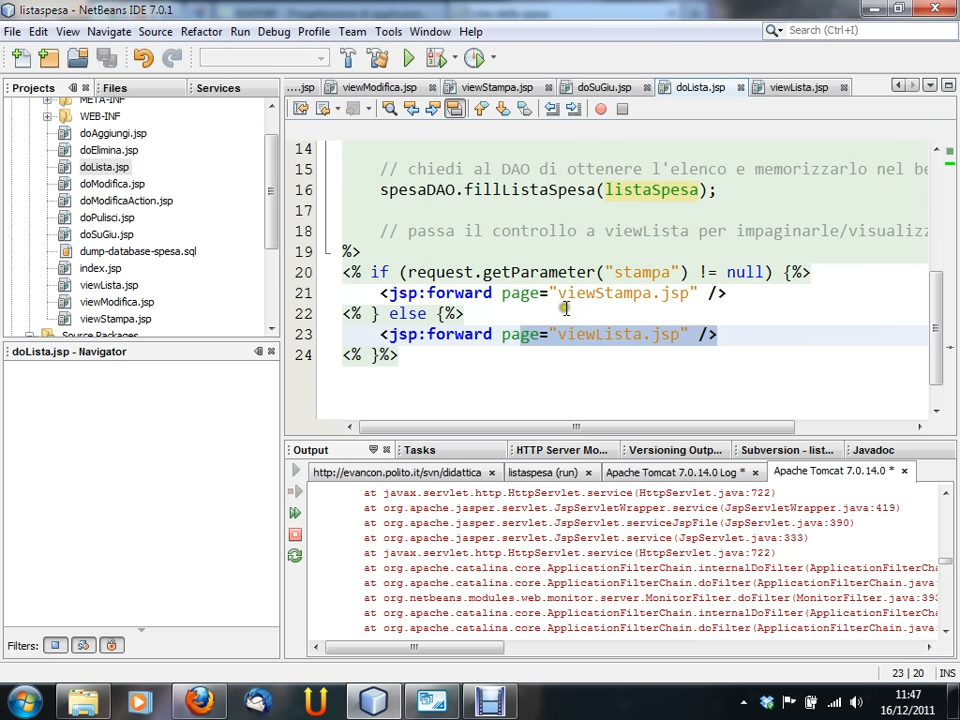 listaspesa - NetBeans IDE 7.0.1
File Edit View Navigate Source Refactor Run Debug Profile Team Tools Window Help
Search (Ctrl+I)
Projects Files Services
....jsp viewModifica.jsp viewStampa.jsp doSuGiu.jsp doLista.jsp viewLista.jsp
META-INF
WEB-INF
doAggiungi.jsp
doElimina.jsp
doLista.jsp
doModifica.jsp
doModificaAction.jsp
doPulisci.jsp
doSuGiu.jsp
dump-database-spesa.sql
index.jsp
viewLista.jsp
viewModifica.jsp
viewStampa.jsp
Source Packages
14
15 // chiedi al DAO di ottenere l'elenco e memorizzarlo nel be
16 spesaDAO.fillListaSpesa(listaSpesa);
17
18 // passa il controllo a viewLista per impaginarle/visualizz
19 %>
20 <% if (request.getParameter("stampa") != null) {%>
21 <jsp:forward page="viewStampa.jsp" />
22 <% } else {%>
23 <jsp:forward page="viewLista.jsp" />
24 <% }%>
doLista.jsp - Navigator
Filters:
Output Tasks HTTP Server Mo... Versioning Outp... Subversion - list... Javadoc
http://evancon.polito.it/svn/didattica listaspesa (run) Apache Tomcat 7.0.14.0 Log * Apache Tomcat 7.0.14.0 *
at javax.servlet.http.HttpServlet.service(HttpServlet.java:722)
at org.apache.jasper.servlet.JspServletWrapper.service(JspServletWrapper.java:419)
at org.apache.jasper.servlet.JspServlet.serviceJspFile(JspServlet.java:390)
at org.apache.jasper.servlet.JspServlet.service(JspServlet.java:333)
at javax.servlet.http.HttpServlet.service(HttpServlet.java:722)
at org.apache.catalina.core.ApplicationFilterChain.internalDoFilter(ApplicationFilterChain
at org.apache.catalina.core.ApplicationFilterChain.doFilter(ApplicationFilterChain.java:
at org.netbeans.modules.web.monitor.server.MonitorFilter.doFilter(MonitorFilter.java:393
at org.apache.catalina.core.ApplicationFilterChain.internalDoFilter(ApplicationFilterChain
at org.apache.catalina.core.ApplicationFilterChain.doFilter(ApplicationFilterChain.java:
23 | 20 INS
11:47
16/12/2011